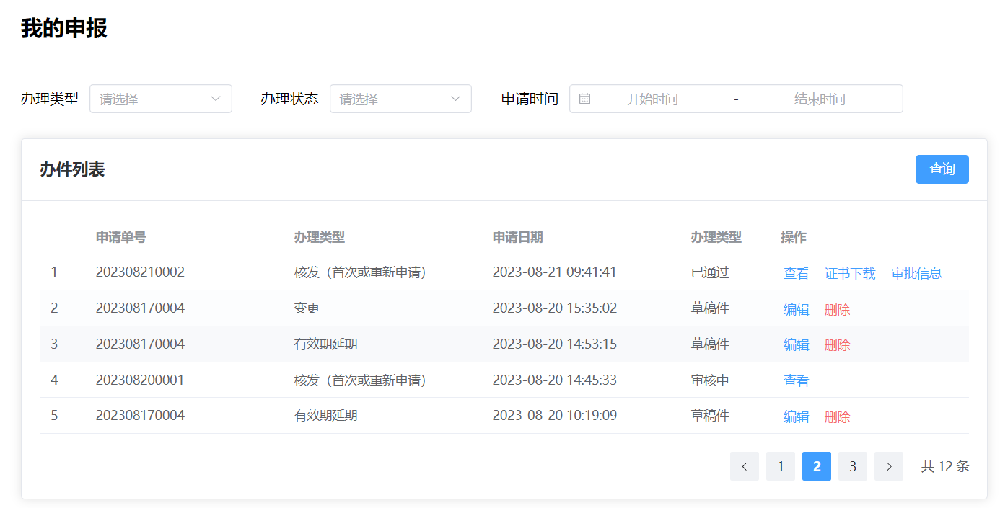 我的申报
办理类型 请选择 办理状态 请选择 申请时间 开始时间 - 结束时间
办件列表 查询
申请单号 办理类型 申请日期 办理类型 操作
1 202308210002 核发（首次或重新申请） 2023-08-21 09:41:41 已通过 查看 证书下载 审批信息
2 202308170004 变更 2023-08-20 15:35:02 草稿件 编辑 删除
3 202308170004 有效期延期 2023-08-20 14:53:15 草稿件 编辑 删除
4 202308200001 核发（首次或重新申请） 2023-08-20 14:45:33 审核中 查看
5 202308170004 有效期延期 2023-08-20 10:19:09 草稿件 编辑 删除
< 1 2 3 > 共 12 条